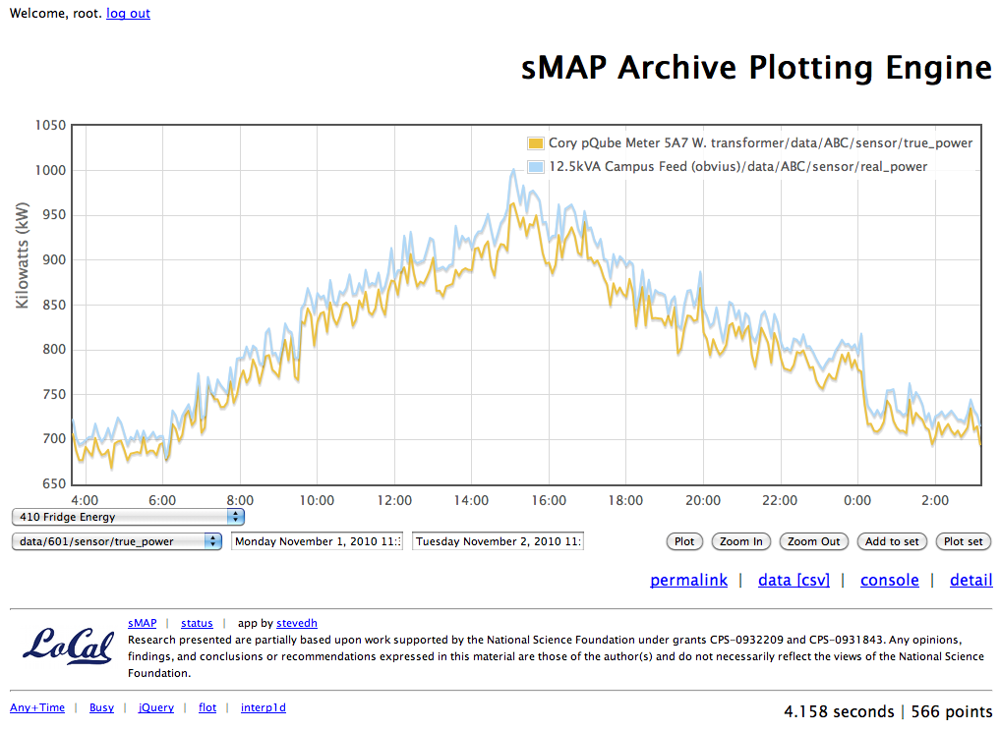 Welcome, root. log out
sMAP Archive Plotting Engine
1050
1000
950
900
850
800
750
700
650
Kilowatts (kW)
Cory pQube Meter 5A7 W. transformer/data/ABC/sensor/true_power
12.5kVA Campus Feed (obvius)/data/ABC/sensor/real_power
4:00 6:00 8:00 10:00 12:00 14:00 16:00 18:00 20:00 22:00 0:00 2:00
410 Fridge Energy
data/601/sensor/true_power Monday November 1, 2010 11: Tuesday November 2, 2010 11: Plot Zoom In Zoom Out Add to set Plot set
permalink | data [csv] | console | detail
LoCal
sMAP | status | app by stevedh
Research presented are partially based upon work supported by the National Science Foundation under grants CPS-0932209 and CPS-0931843. Any opinions,
findings, and conclusions or recommendations expressed in this material are those of the author(s) and do not necessarily reflect the views of the National Science
Foundation.
Any+Time | Busy | jQuery | flot | interp1d
4.158 seconds | 566 points